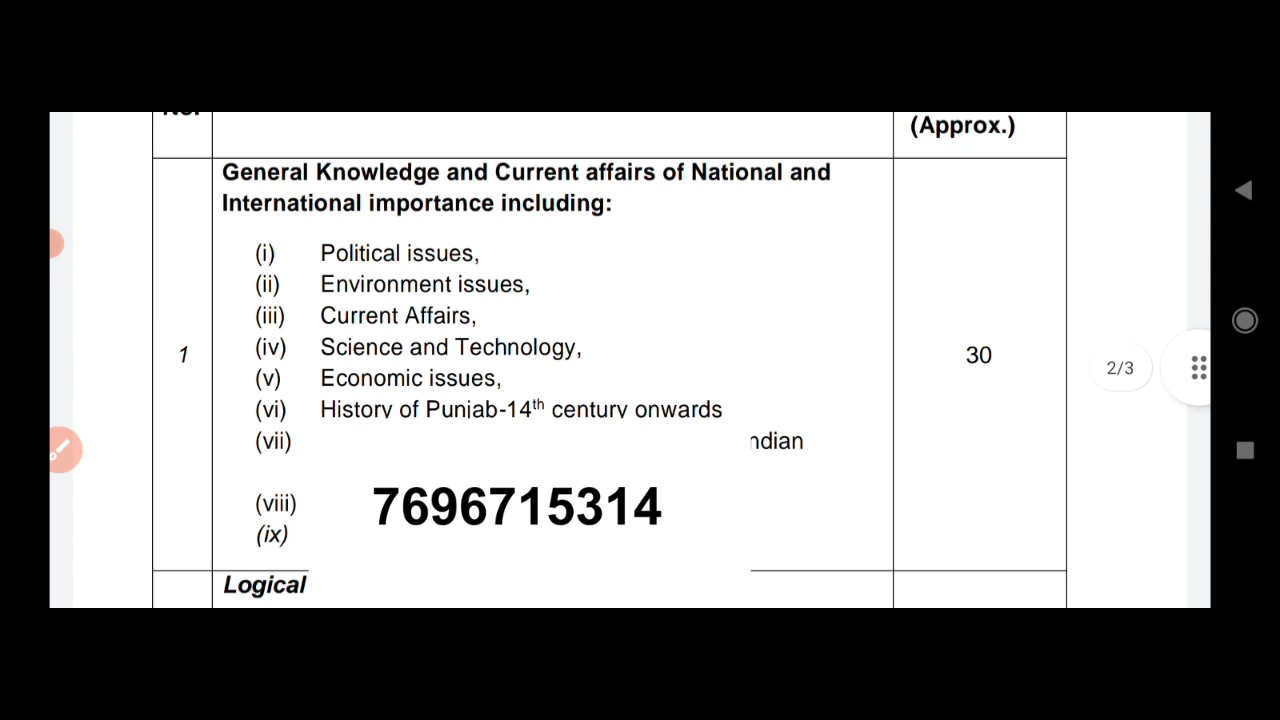 (Approx.)
General Knowledge and Current affairs of National and
International importance including:
(i) Political issues,
(ii) Environment issues,
(iii) Current Affairs,
1 (iv) Science and Technology, 30
(v) Economic issues,
(vi) History of Punjab-14th century onwards
(vii)
(viii)
(ix)
7696715314
Logical
2/3